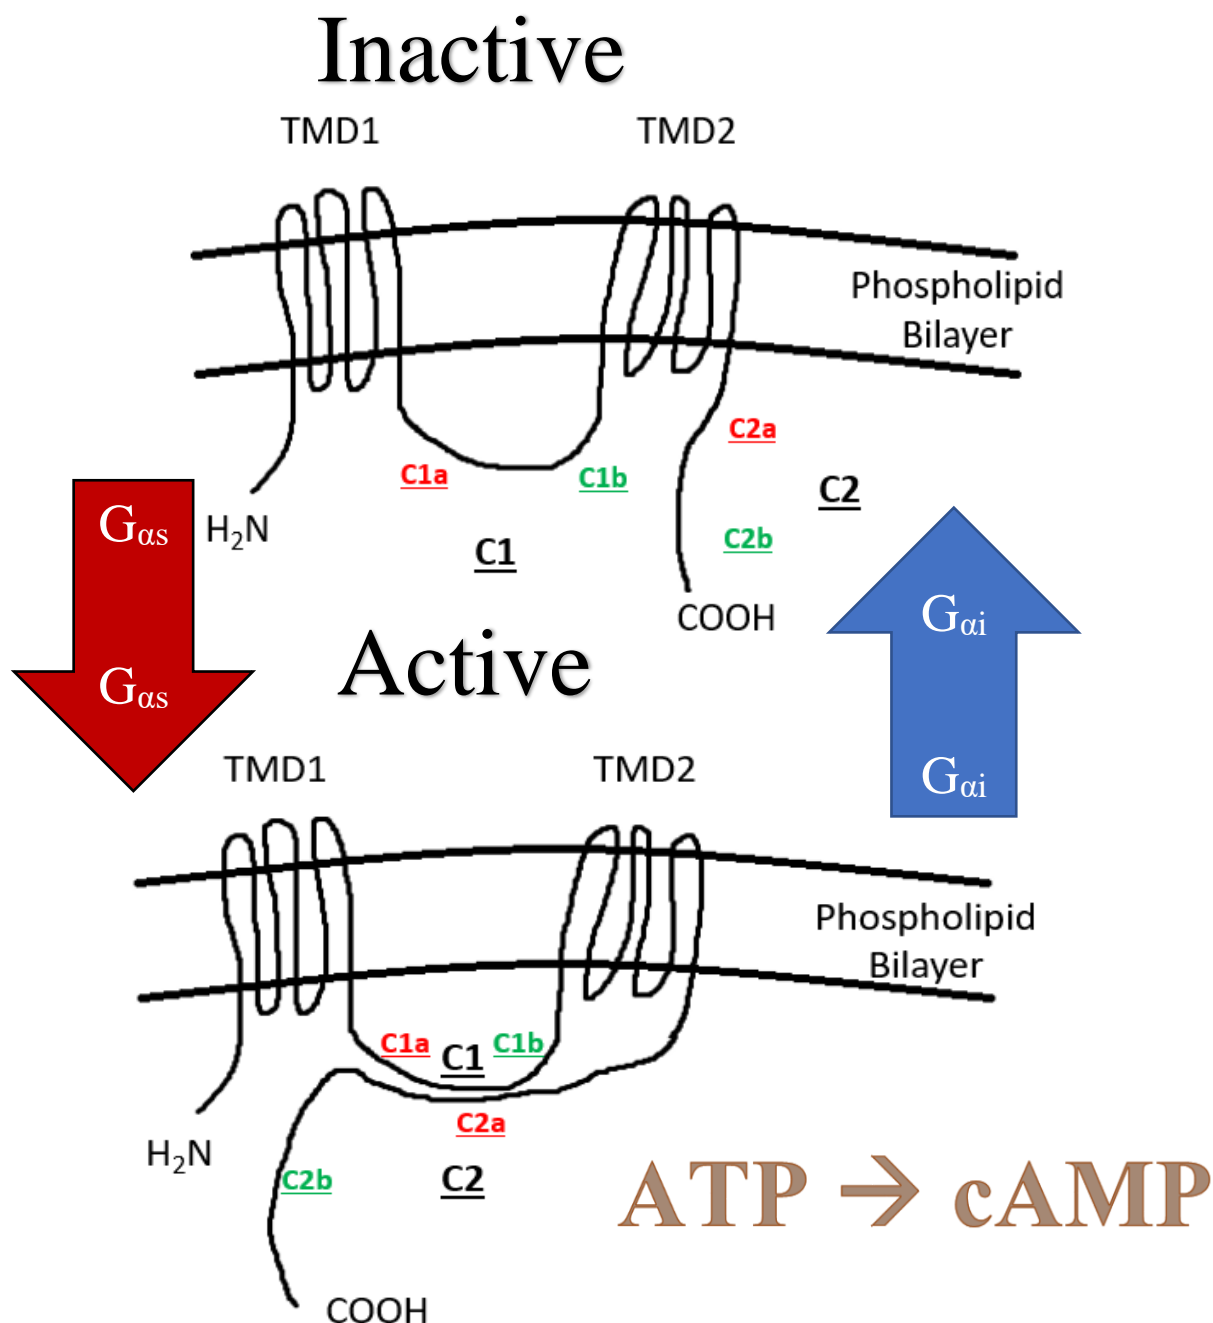 Inactive
TMD1
TMD2
Phospholipid
Bilayer
C2a
C1a
C1b
C2
Gαs
H₂N
C2b
C1
COOH
Gαi
Active
Gαs
TMD1
TMD2
Gαi
Phospholipid
Bilayer
C1a
C1
C1b
C2a
H₂N
C2b
C2
ATP → cAMP
COOH